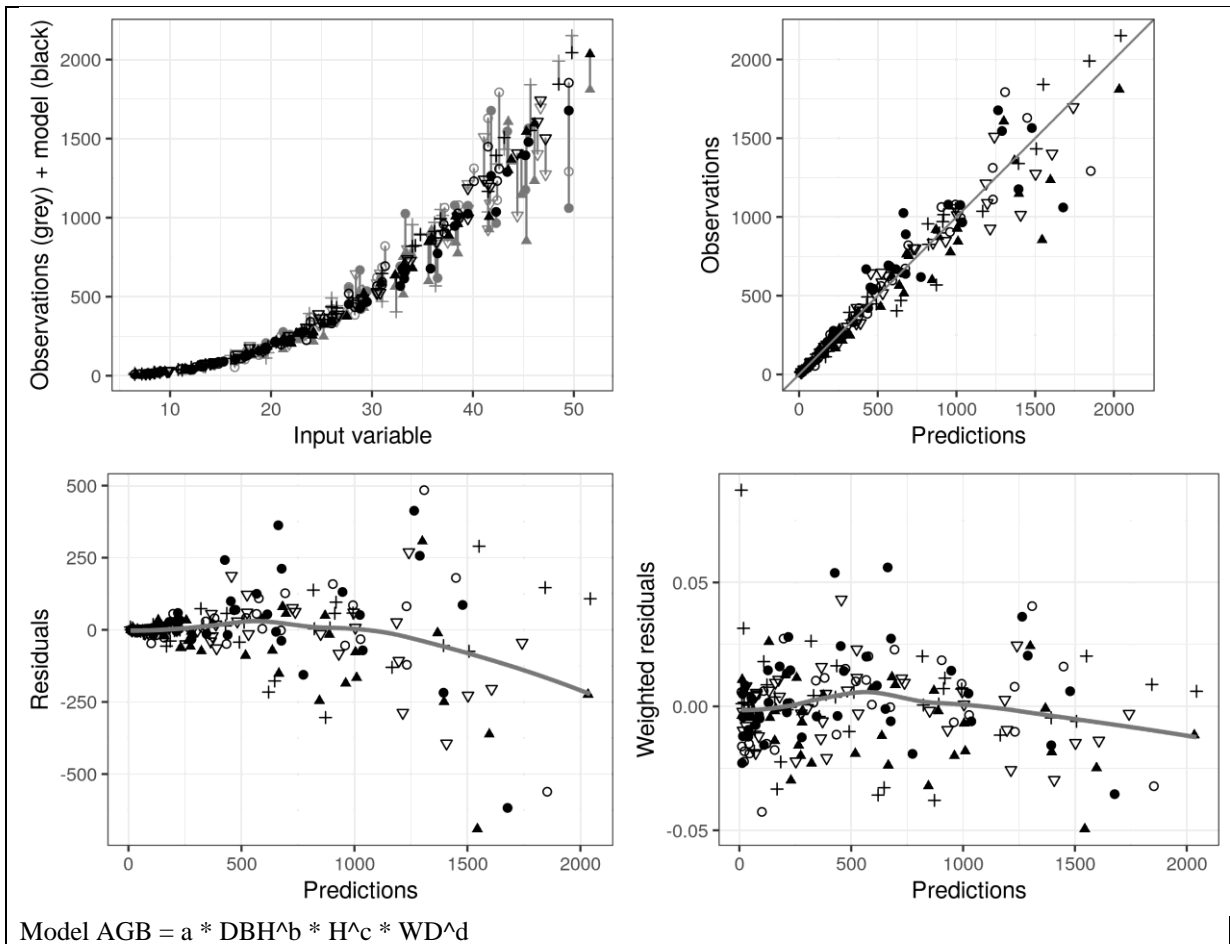 Observations (grey) + model (black)
2000
1500
1000
500
0
10 20 30 40 50
Input variable
Observations
2000
1500
1000
500
0
0 500 1000 1500 2000
Predictions
Residuals
500
250
0
-250
-500
0 500 1000 1500 2000
Predictions
Weighted residuals
0.05
0.00
-0.05
0 500 1000 1500 2000
Predictions
Model AGB = a * DBH^b * H^c * WD^d